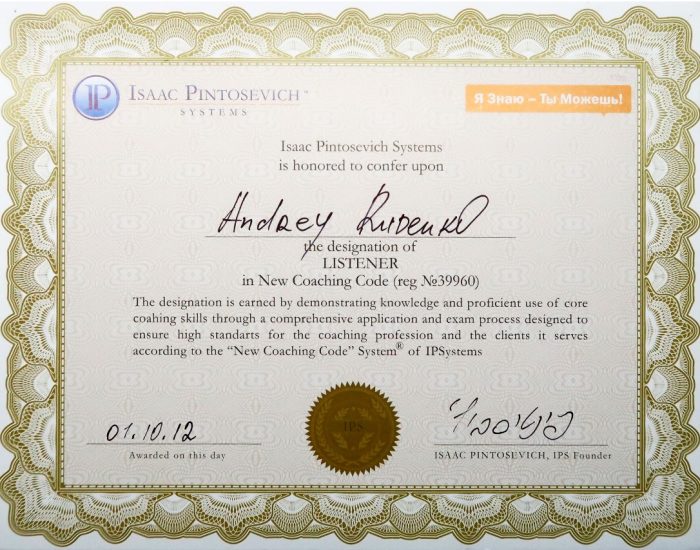 IP ISAAC PINTOSEVICH™
SYSTEMS
Я Знаю – Ты Можешь!
Isaac Pintosevich Systems
is honored to confer upon
Andrey Rudenko
the designation of
LISTENER
in New Coaching Code (reg №39960)
The designation is earned by demonstrating knowledge and proficient use of core
coahing skills through a comprehensive application and exam process designed to
ensure high standarts for the coaching profession and the clients it serves
according to the “New Coaching Code” System® of IPSystems
01.10.12
Awarded on this day
IPS
ISAAC PINTOSEVICH, IPS Founder